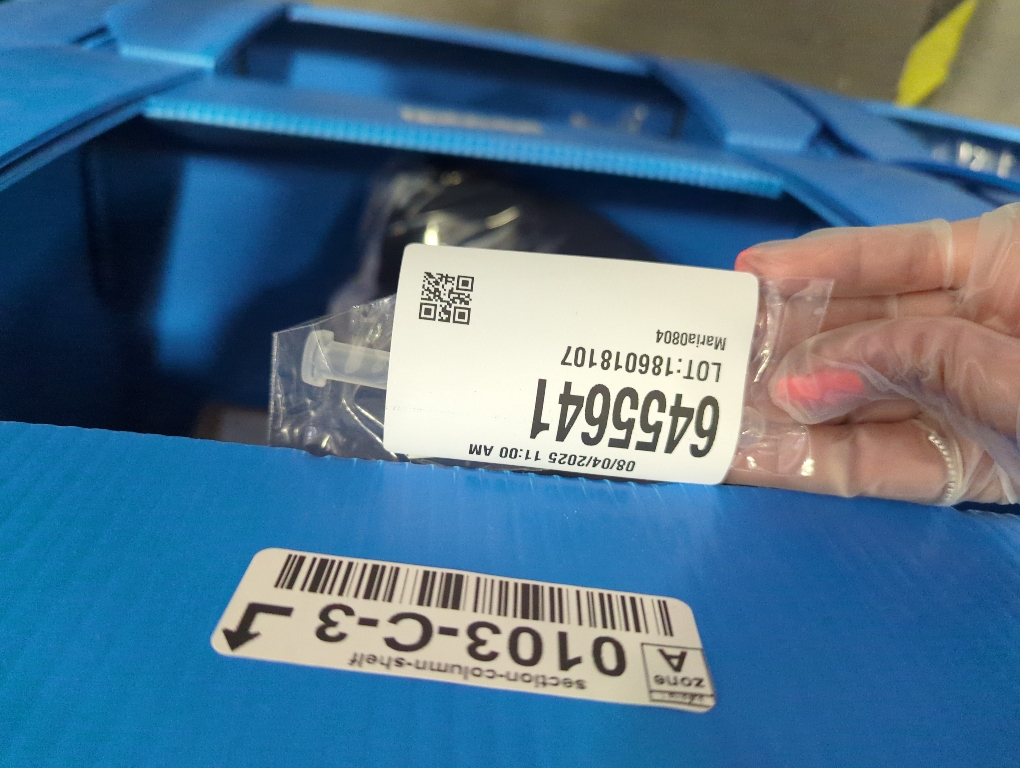 08/04/2025 11:00 AM
6455641
LOT:186018107
Maria0804
zone
A
section-column-shelf
0103-C-3